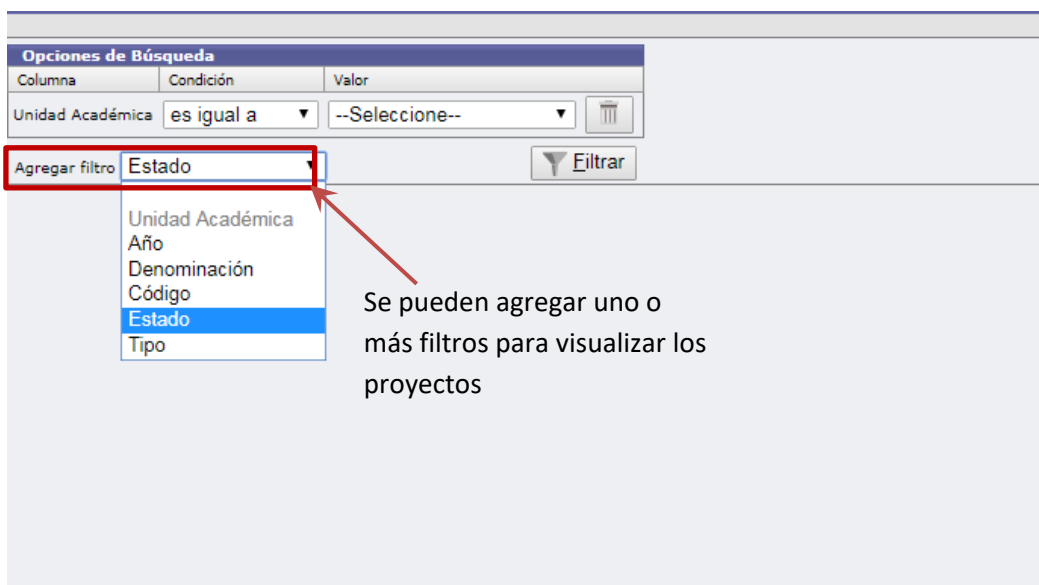 Opciones de Búsqueda
Columna Condición Valor
Unidad Académica es igual a --Seleccione--
Agregar filtro Estado Filtrar
Unidad Académica
Año
Denominación
Código
Estado
Tipo
Se pueden agregar uno o
más filtros para visualizar los
proyectos